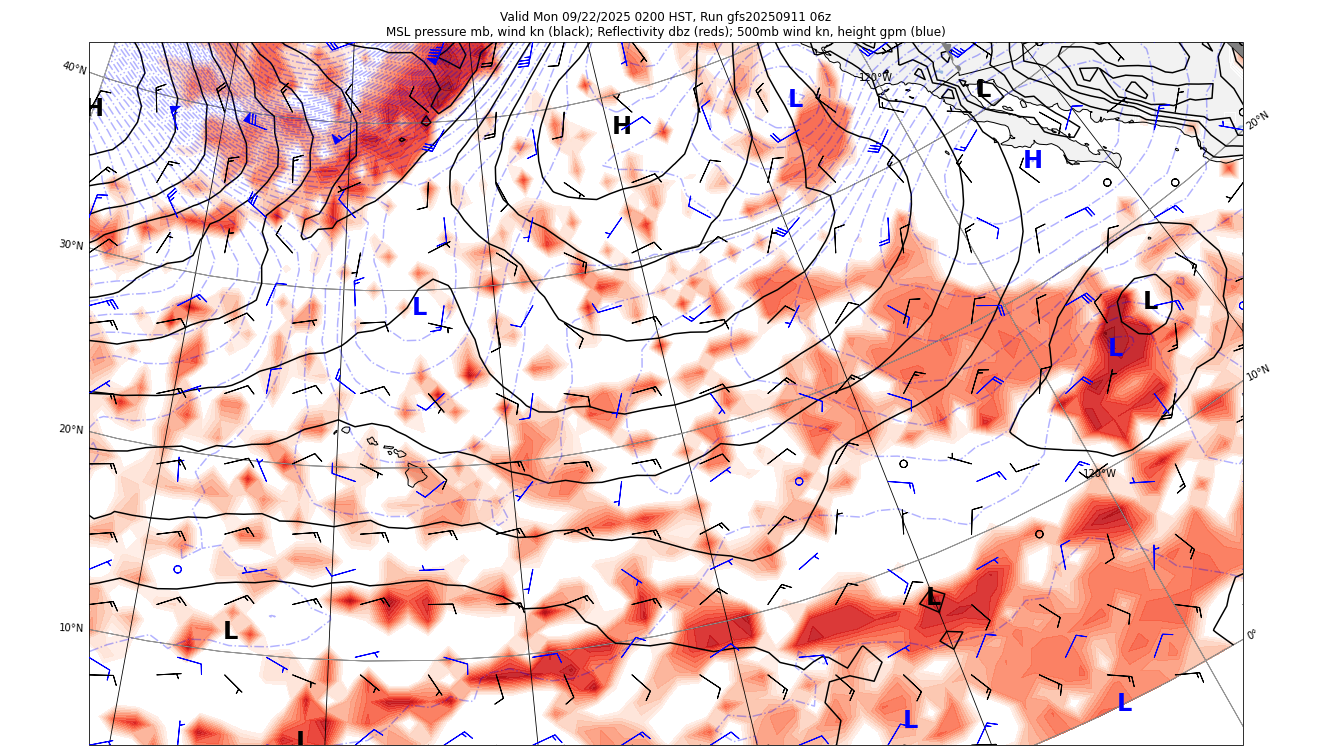 Valid Mon 09/22/2025 0200 HST, Run gfs20250911 06z
MSL pressure mb, wind kn (black); Reflectivity dbz (reds); 500mb wind kn, height gpm (blue)
40°N
120°W
L
L
H
H
20°N
H
30°N
L
L
L
10°N
20°N
120°W
L
10°N
L
0°
L
L
L